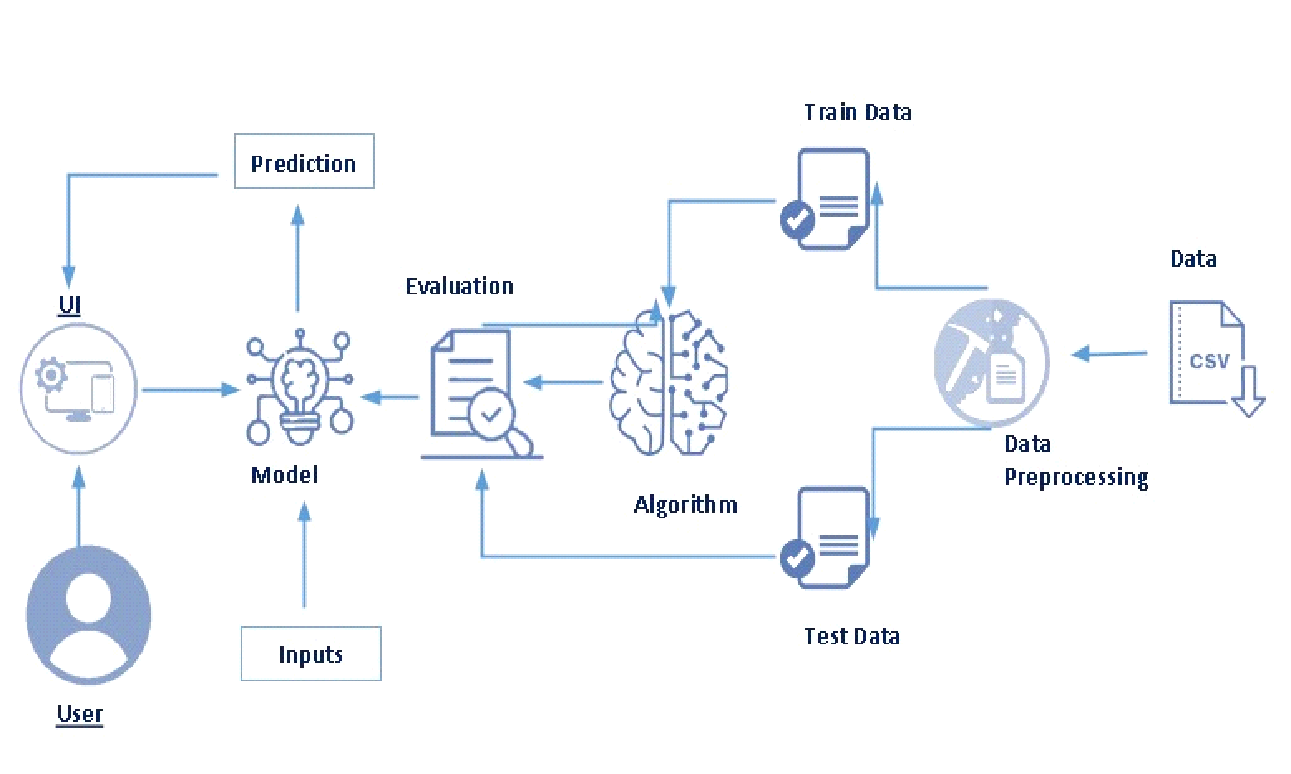 Train Data
Prediction
Data
Evaluation
UI
CSV
Data
Preprocessing
Model
Algorithm
Test Data
Inputs
User